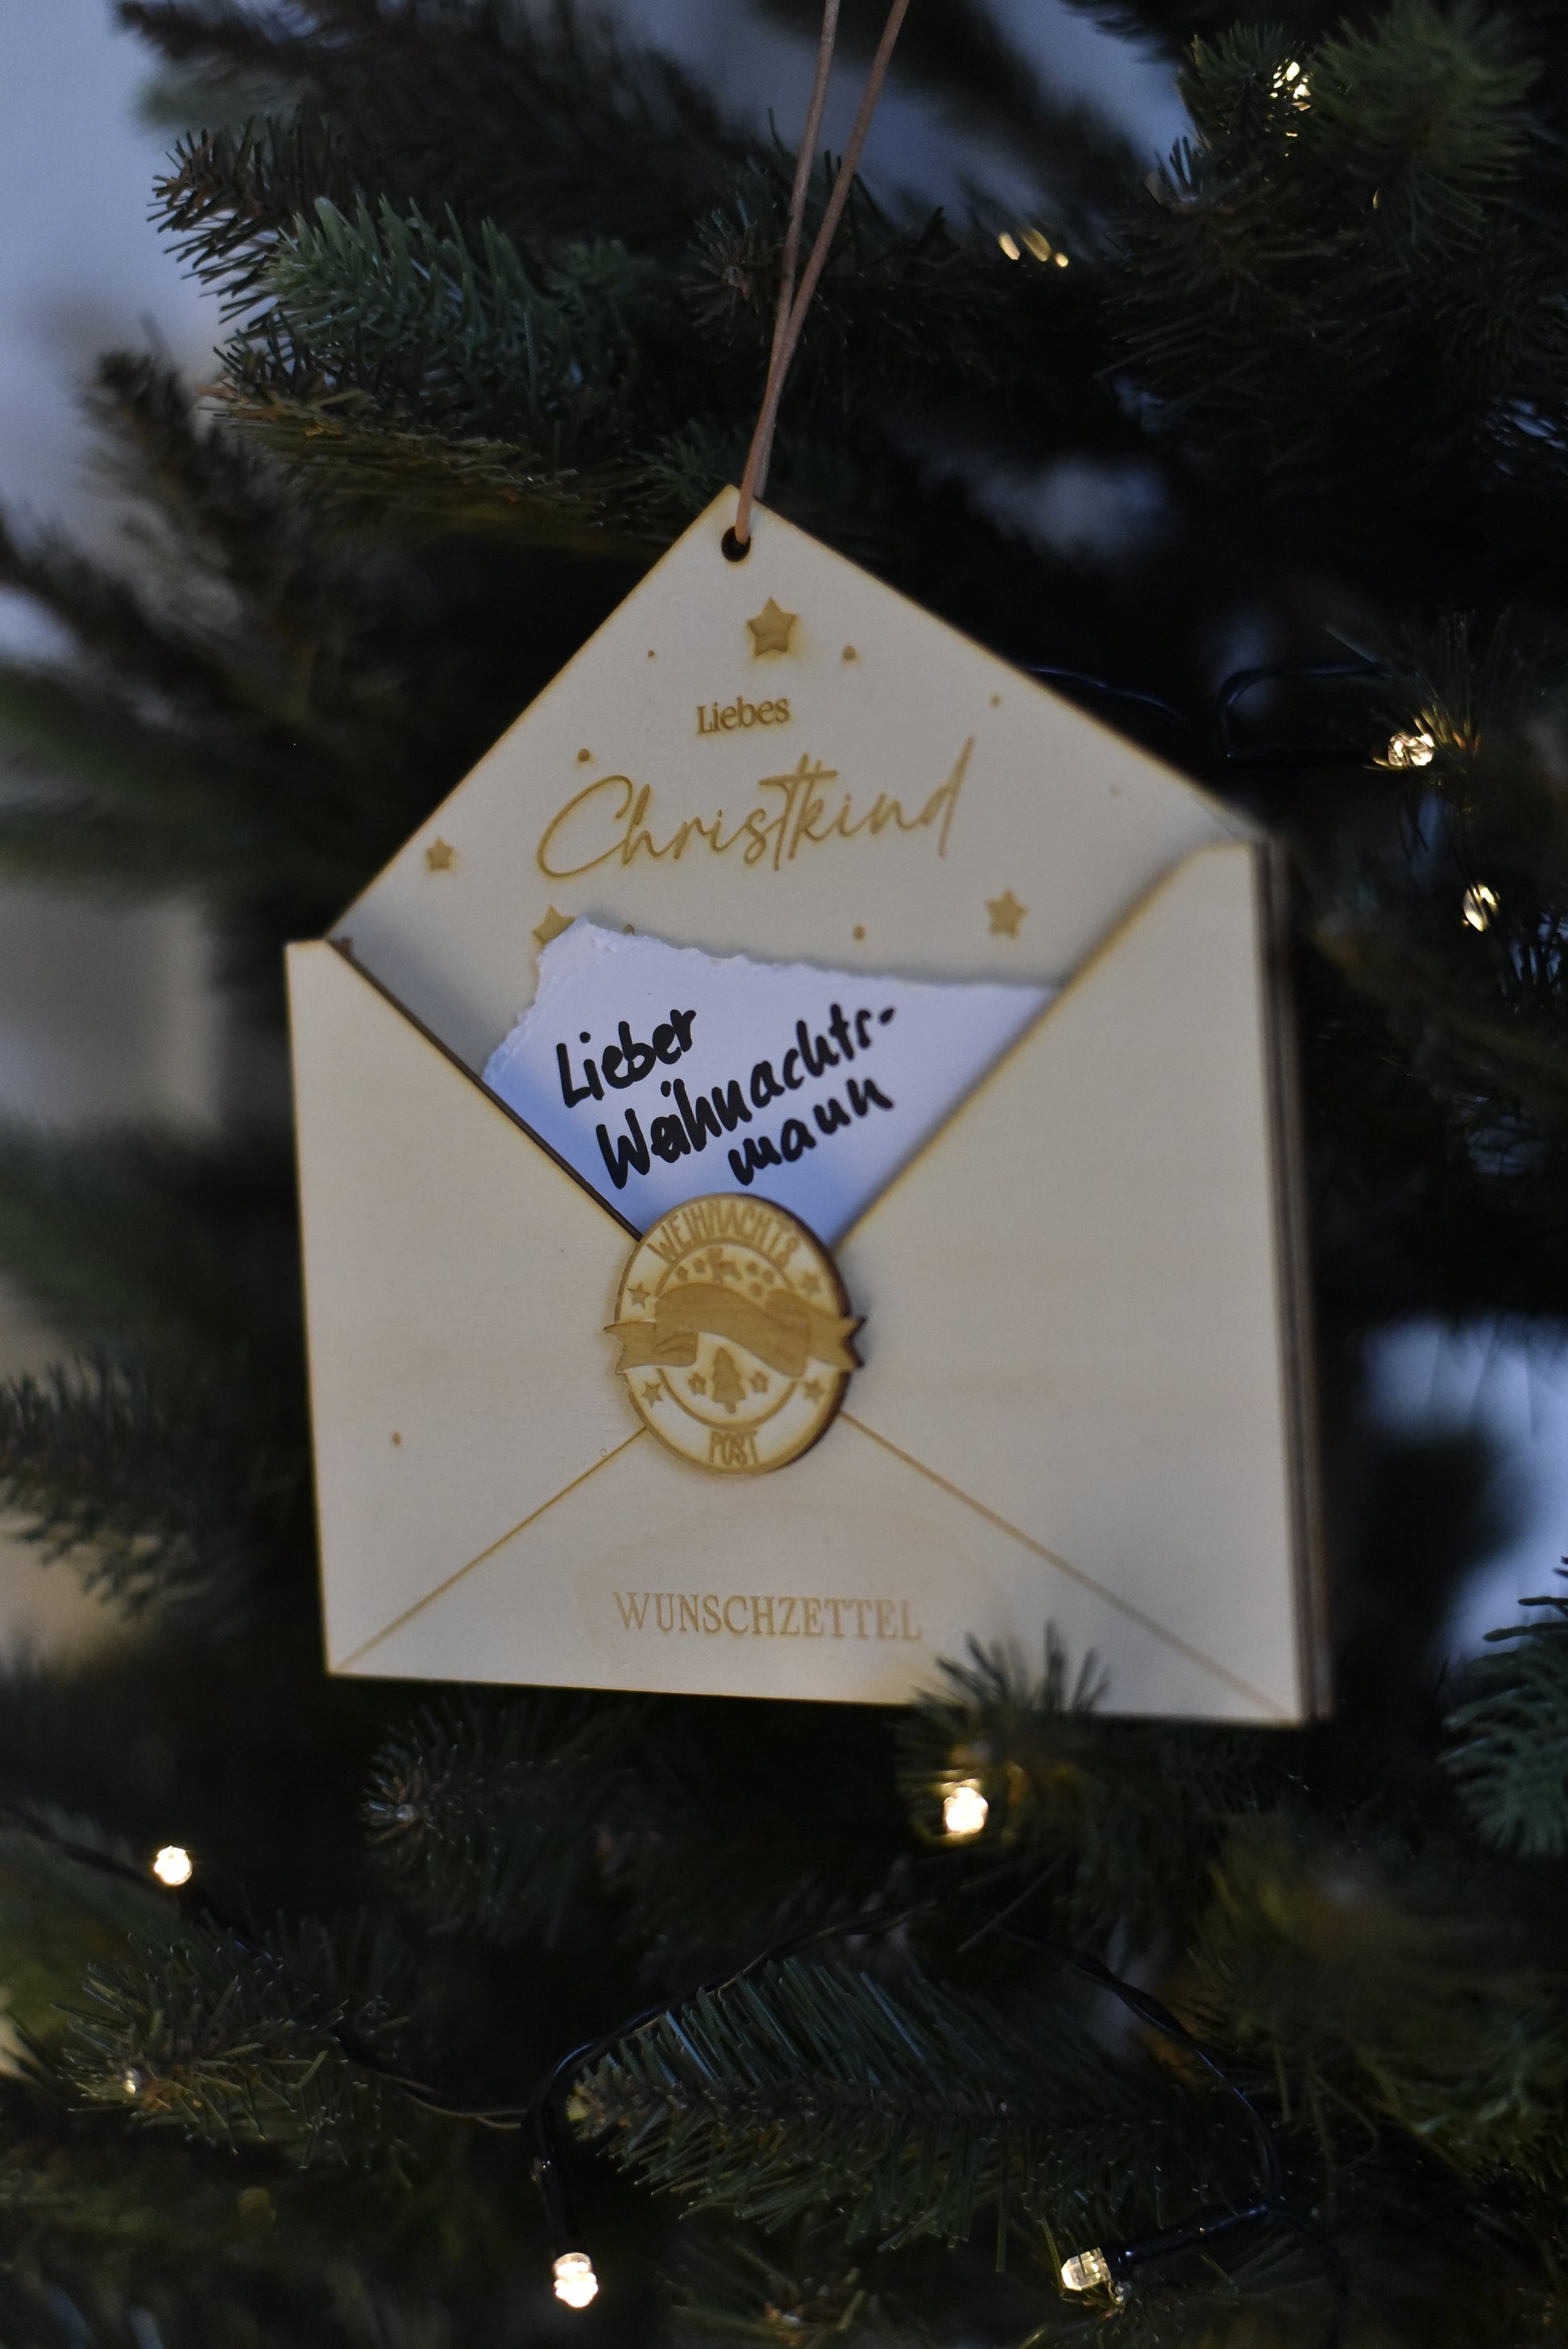 Liebes
Christkind
Lieber
Weihnachts-
mann
WEIHNACHTS
POST
WUNSCHZETTEL